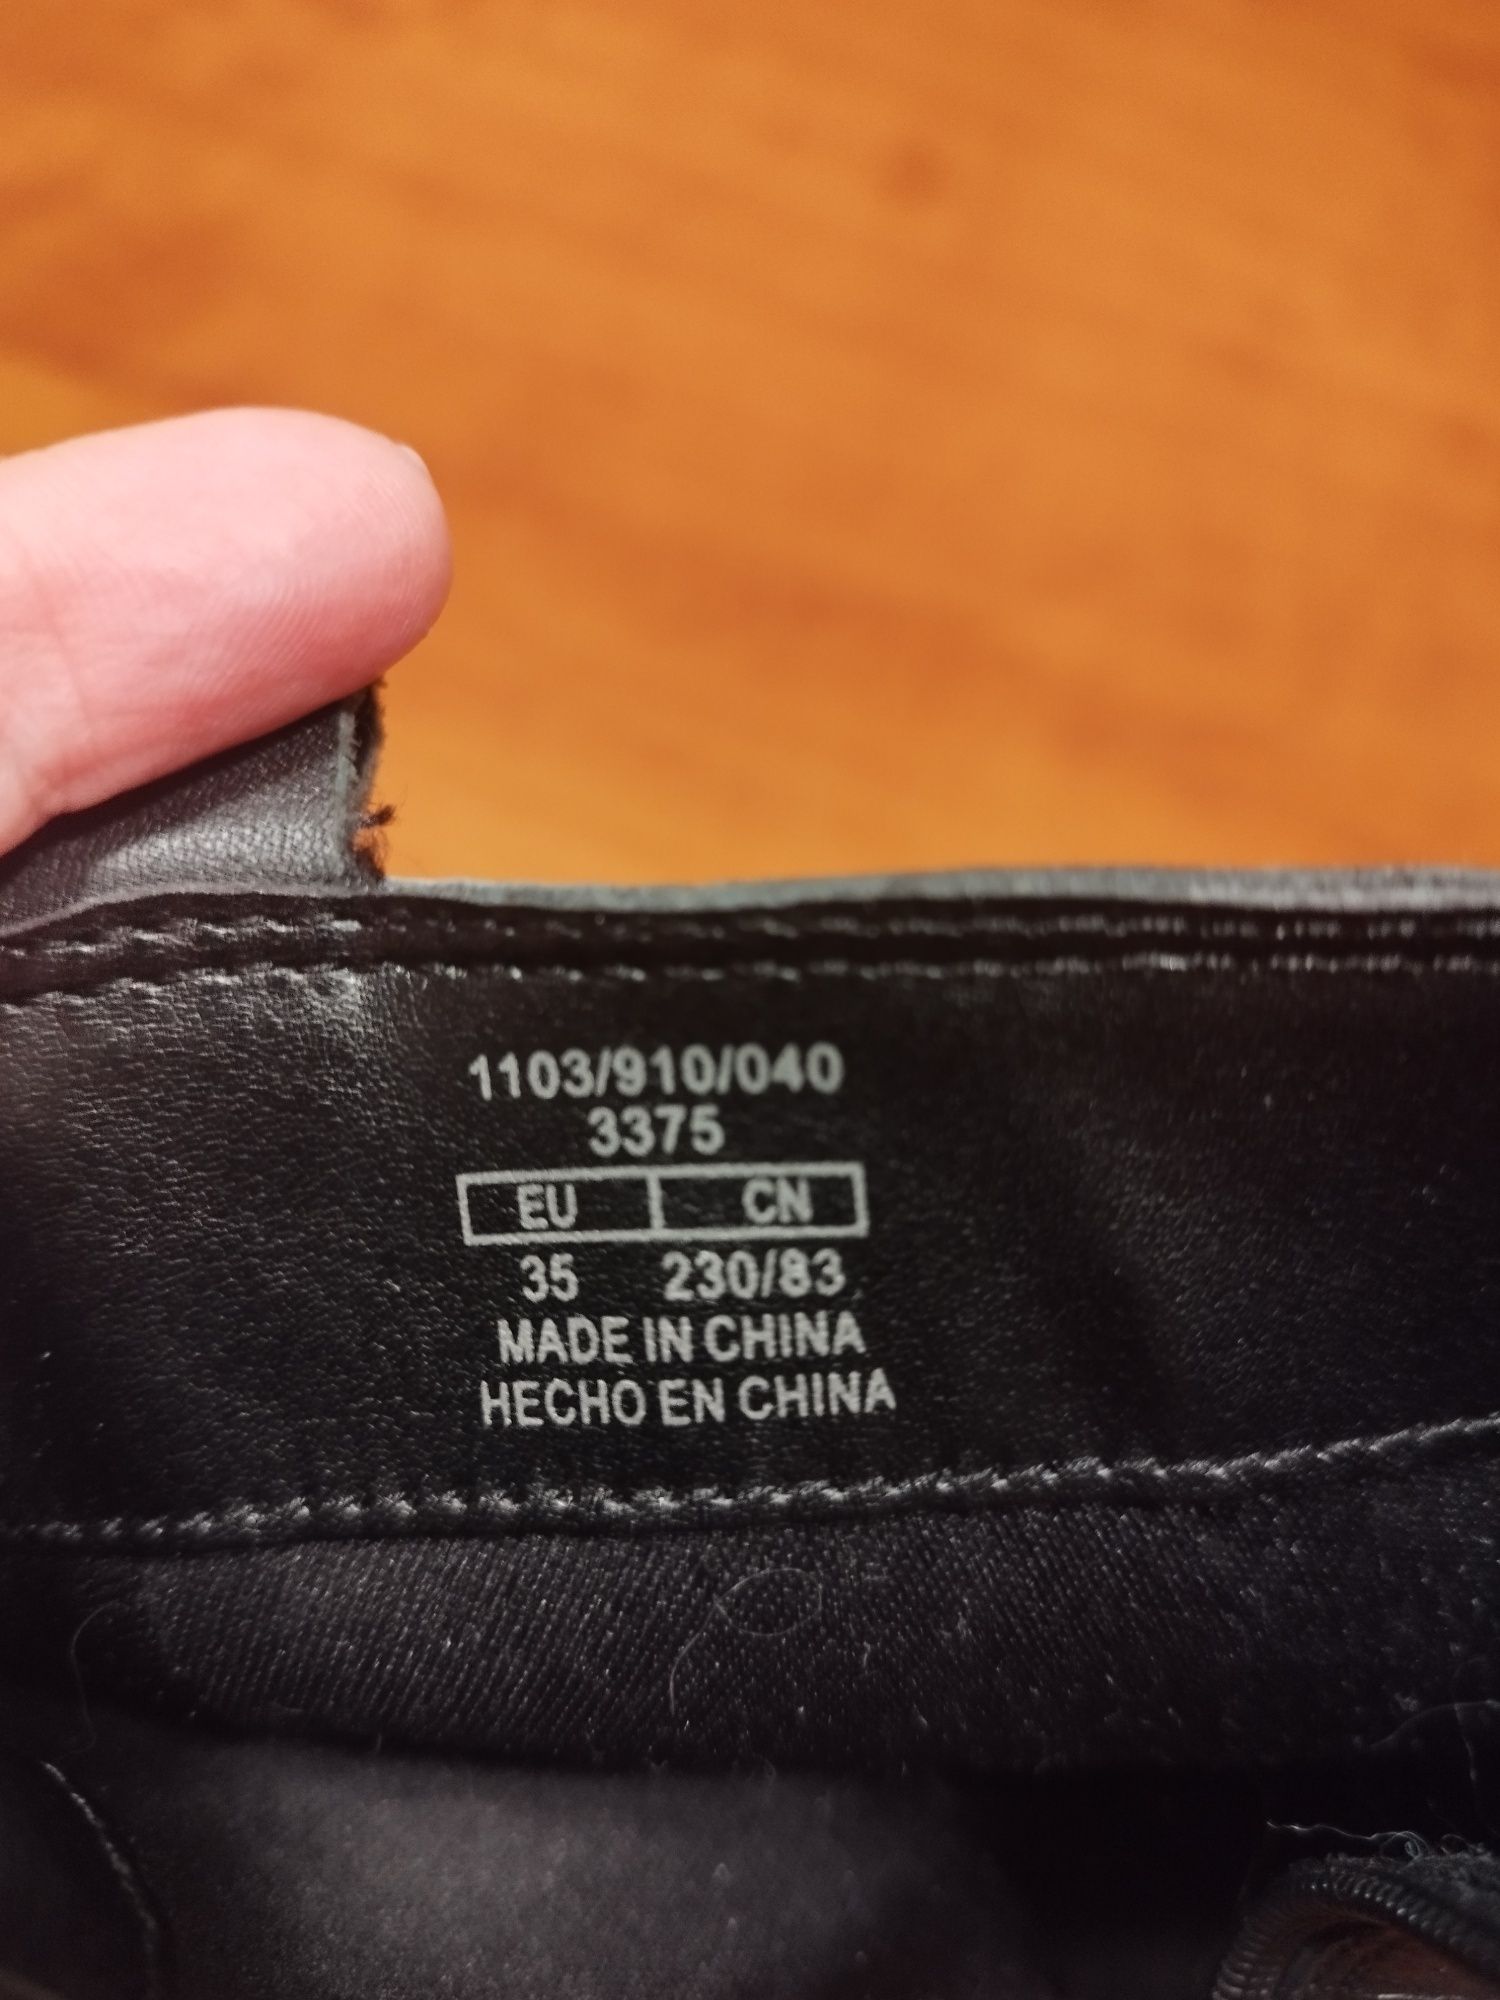 1103/910/040
3375
EU CN
35 230/83
MADE IN CHINA
HECHO EN CHINA